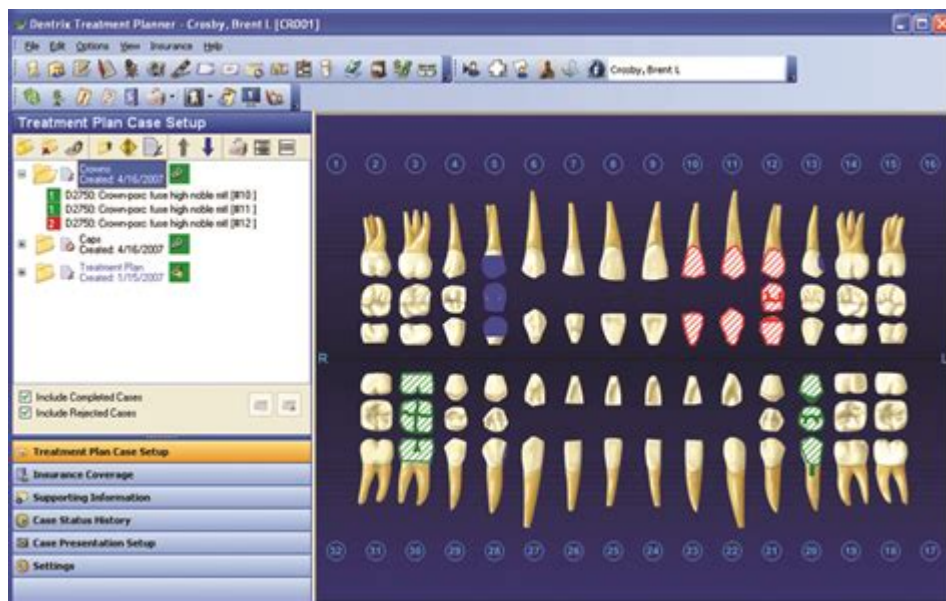 Dentrix Treatment Planner - Crosby, Brent L [CR001]
File Edit Options View Insurance Help
Crosby, Brent L
Treatment Plan Case Setup
Crowns
Created: 4/16/2007
1 D2750: Crown-porc fuse high noble mtl [#10 ]
1 D2750: Crown-porc fuse high noble mtl [#11 ]
2 D2750: Crown-porc fuse high noble mtl [#12 ]
Caps
Created: 4/16/2007
Treatment Plan
Created: 1/15/2007
Include Completed Cases
Include Rejected Cases
Treatment Plan Case Setup
Insurance Coverage
Supporting Information
Case Status History
Case Presentation Setup
Settings
1 2 3 4 5 6 7 8 9 10 11 12 13 14 15 16
R L
32 31 30 29 28 27 26 25 24 23 22 21 20 19 18 17